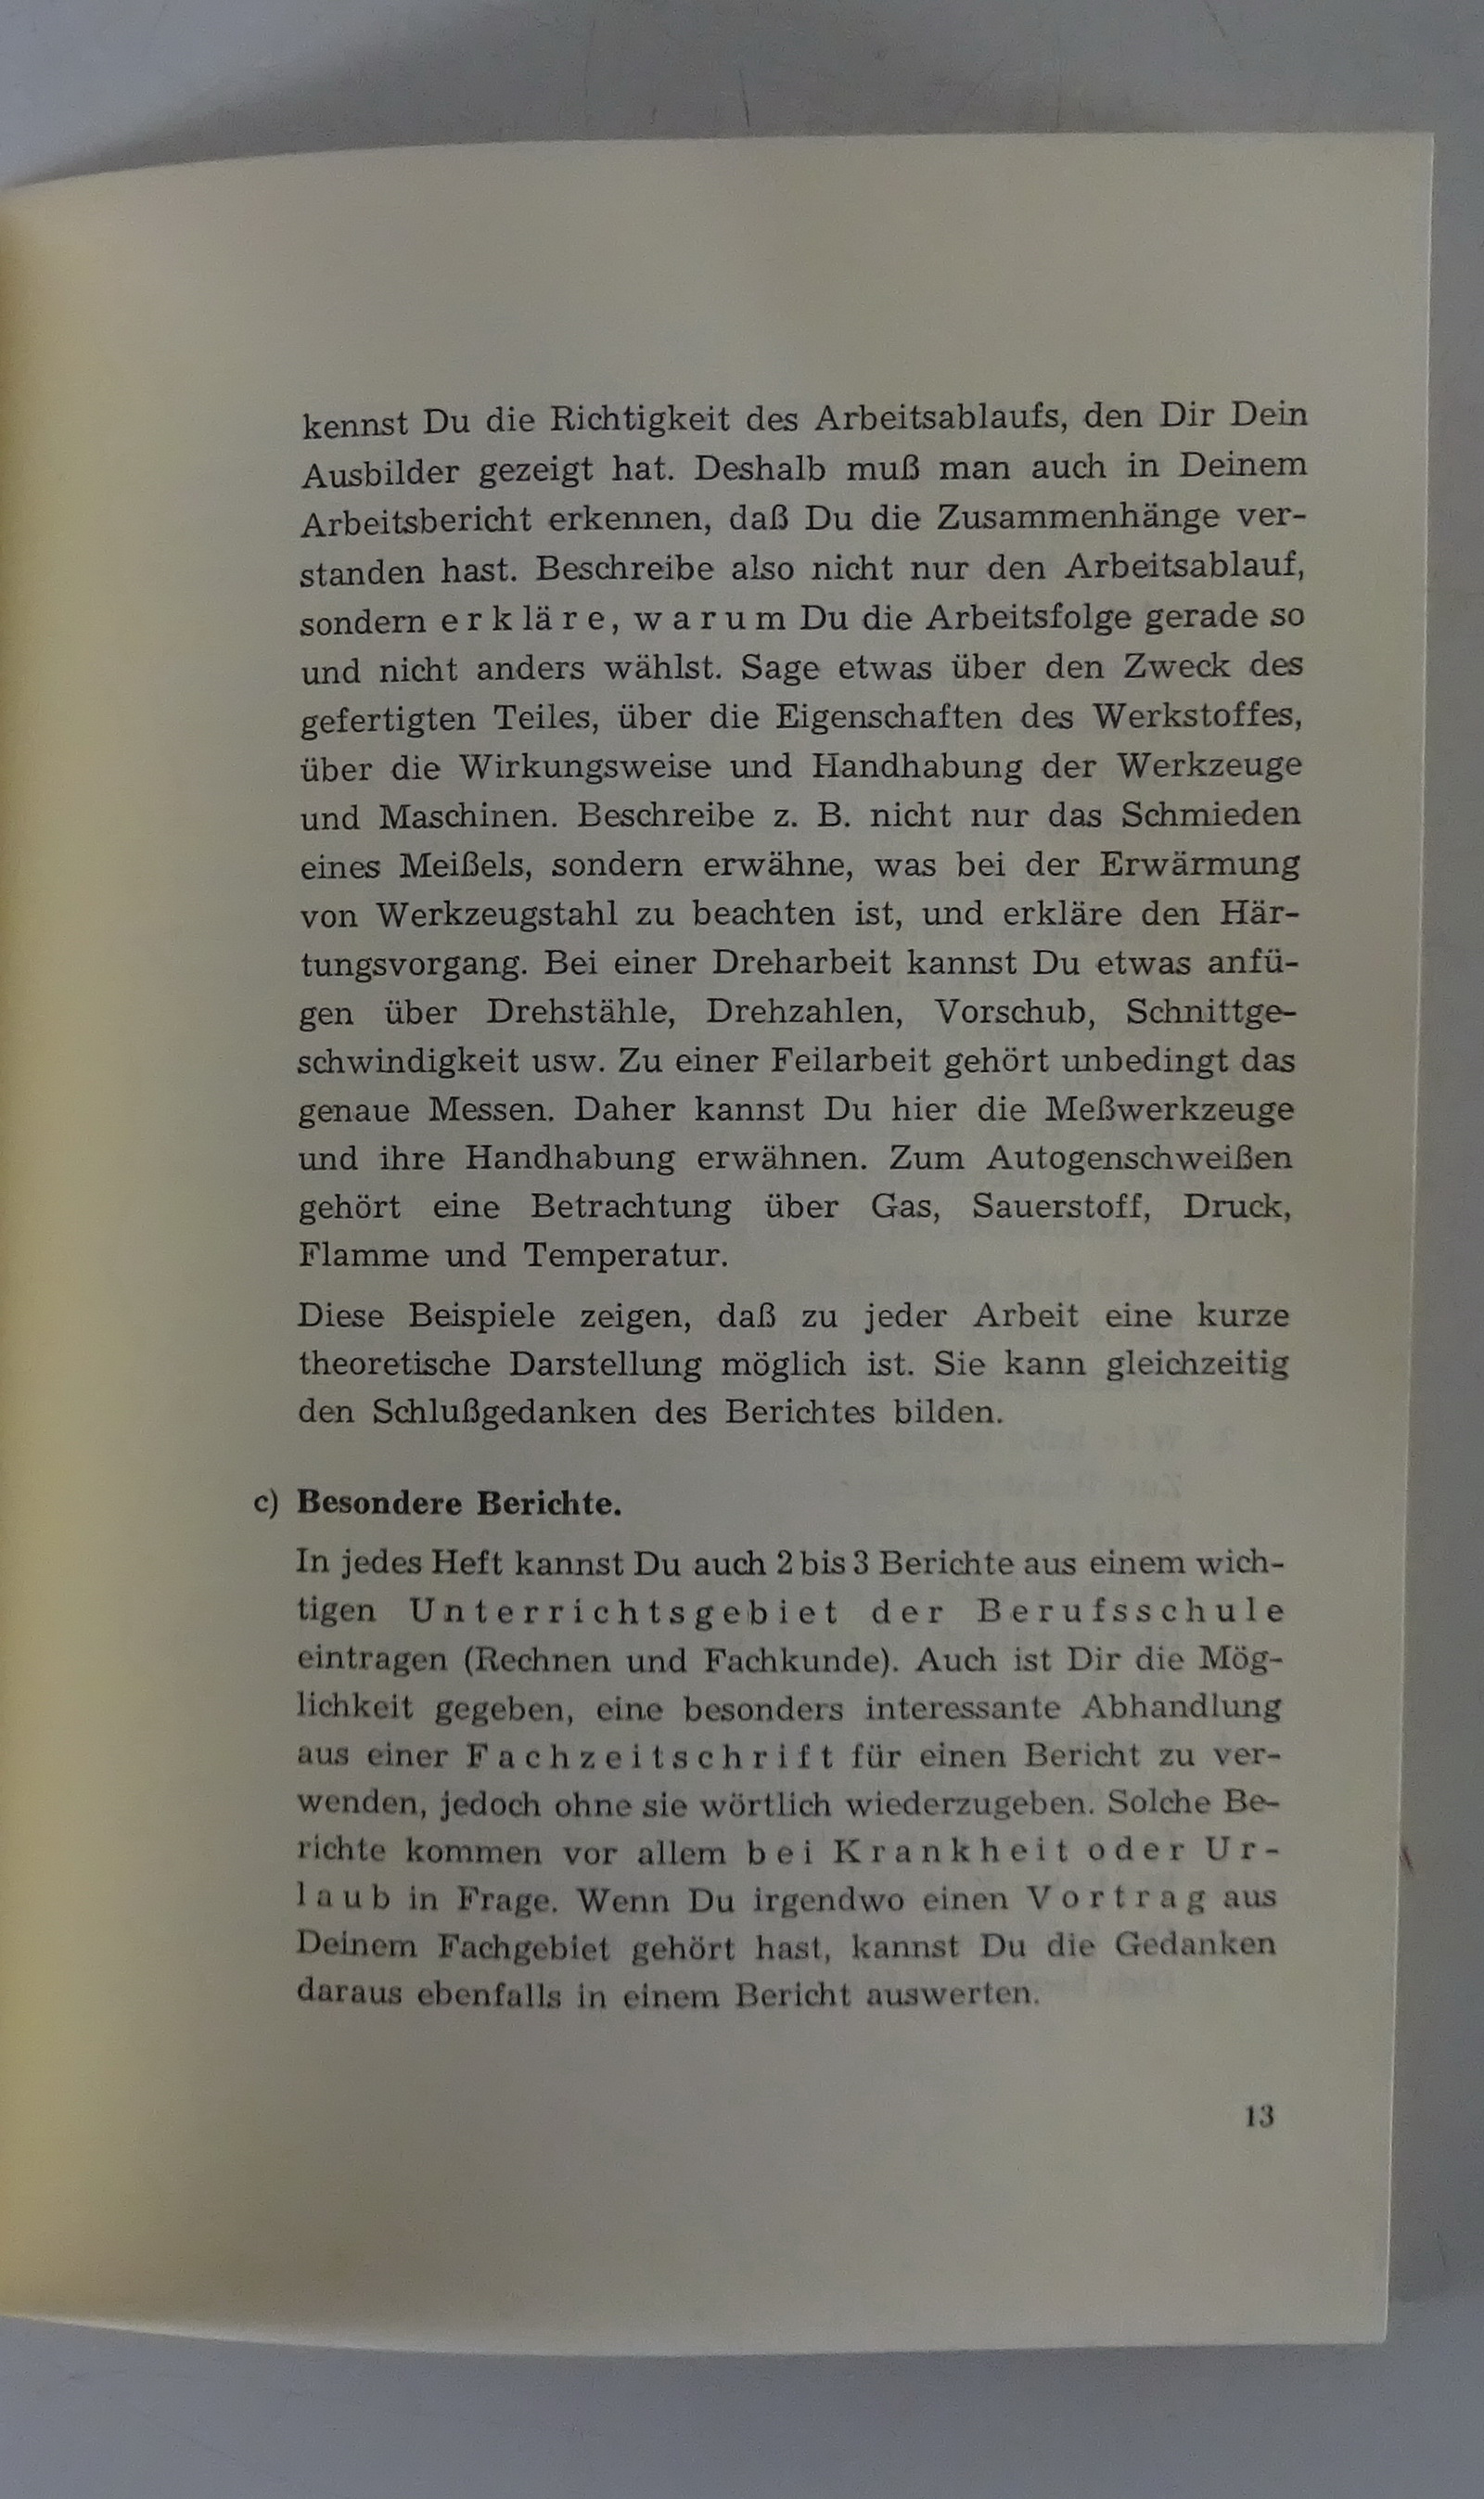 kennst Du die Richtigkeit des Arbeitsablaufs, den Dir Dein
Ausbilder gezeigt hat. Deshalb muß man auch in Deinem
Arbeitsbericht erkennen, daß Du die Zusammenhänge ver-
standen hast. Beschreibe also nicht nur den Arbeitsablauf,
sondern erkläre, warum Du die Arbeitsfolge gerade so
und nicht anders wählst. Sage etwas über den Zweck des
gefertigten Teiles, über die Eigenschaften des Werkstoffes,
über die Wirkungsweise und Handhabung der Werkzeuge
und Maschinen. Beschreibe z. B. nicht nur das Schmieden
eines Meißels, sondern erwähne, was bei der Erwärmung
von Werkzeugstahl zu beachten ist, und erkläre den Här-
tungsvorgang. Bei einer Dreharbeit kannst Du etwas anfü-
gen über Drehstähle, Drehzahlen, Vorschub, Schnittge-
schwindigkeit usw. Zu einer Feilarbeit gehört unbedingt das
genaue Messen. Daher kannst Du hier die Meßwerkzeuge
und ihre Handhabung erwähnen. Zum Autogenschweißen
gehört eine Betrachtung über Gas, Sauerstoff, Druck,
Flamme und Temperatur.
Diese Beispiele zeigen, daß zu jeder Arbeit eine kurze
theoretische Darstellung möglich ist. Sie kann gleichzeitig
den Schlußgedanken des Berichtes bilden.
c) Besondere Berichte.
In jedes Heft kannst Du auch 2 bis 3 Berichte aus einem wich-
tigen Unterrichtsgebiet der Berufsschule
eintragen (Rechnen und Fachkunde). Auch ist Dir die Mög-
lichkeit gegeben, eine besonders interessante Abhandlung
aus einer Fachzeitschrift für einen Bericht zu ver-
wenden, jedoch ohne sie wörtlich wiederzugeben. Solche Be-
richte kommen vor allem bei Krankheit oder Ur-
laub in Frage. Wenn Du irgendwo einen Vortrag aus
Deinem Fachgebiet gehört hast, kannst Du die Gedanken
daraus ebenfalls in einem Bericht auswerten.
13